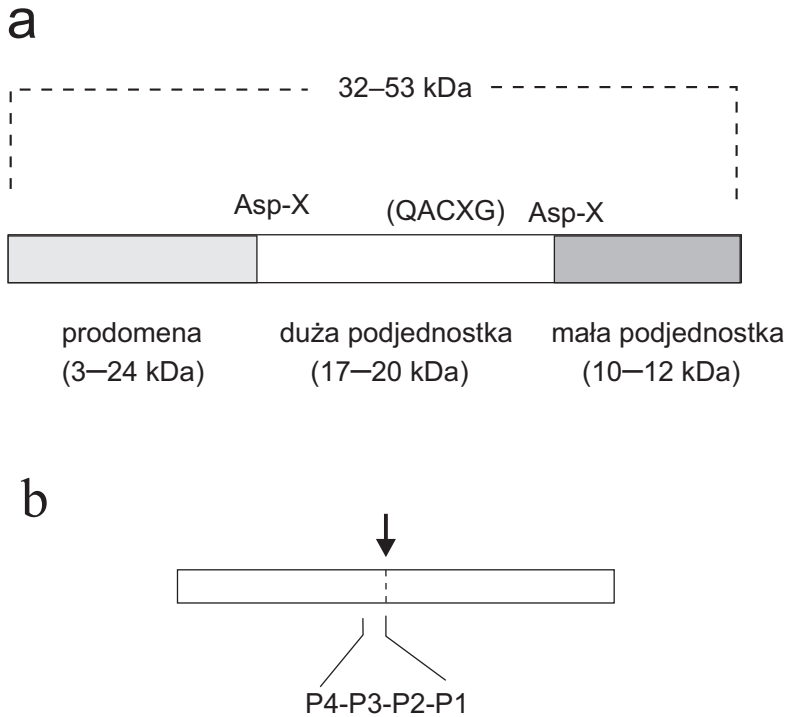 a
32–53 kDa
Asp-X (QACXG) Asp-X
prodomena duża podjednostka mała podjednostka
(3–24 kDa) (17–20 kDa) (10–12 kDa)
b
P4-P3-P2-P1